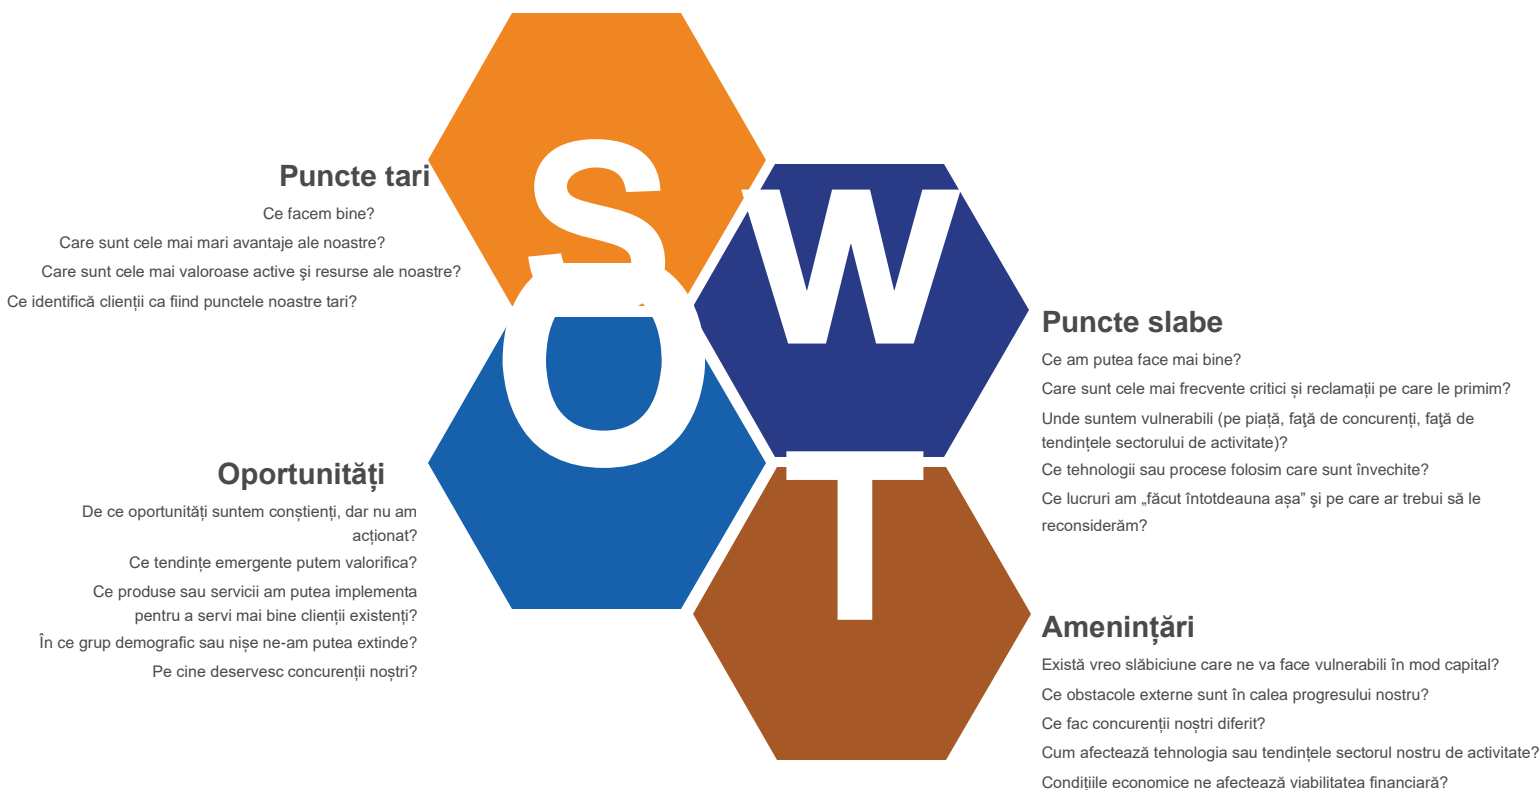 S
Puncte tari
Ce facem bine?
Care sunt cele mai mari avantaje ale noastre?
Care sunt cele mai valoroase active şi resurse ale noastre?
Ce identifică clienții ca fiind punctele noastre tari?
W
Puncte slabe
Ce am putea face mai bine?
Care sunt cele mai frecvente critici și reclamații pe care le primim?
Unde suntem vulnerabili (pe piață, faţă de concurenți, faţă de
tendințele sectorului de activitate)?
Ce tehnologii sau procese folosim care sunt învechite?
Ce lucruri am „făcut întotdeauna așa” şi pe care ar trebui să le
reconsiderăm?
O
Oportunități
De ce oportunități suntem conștienți, dar nu am
acționat?
Ce tendințe emergente putem valorifica?
Ce produse sau servicii am putea implementa
pentru a servi mai bine clienții existenți?
În ce grup demografic sau nișe ne-am putea extinde?
Pe cine deservesc concurenții noștri?
T
Amenințări
Există vreo slăbiciune care ne va face vulnerabili în mod capital?
Ce obstacole externe sunt în calea progresului nostru?
Ce fac concurenții noștri diferit?
Cum afectează tehnologia sau tendințele sectorul nostru de activitate?
Condițiile economice ne afectează viabilitatea financiară?